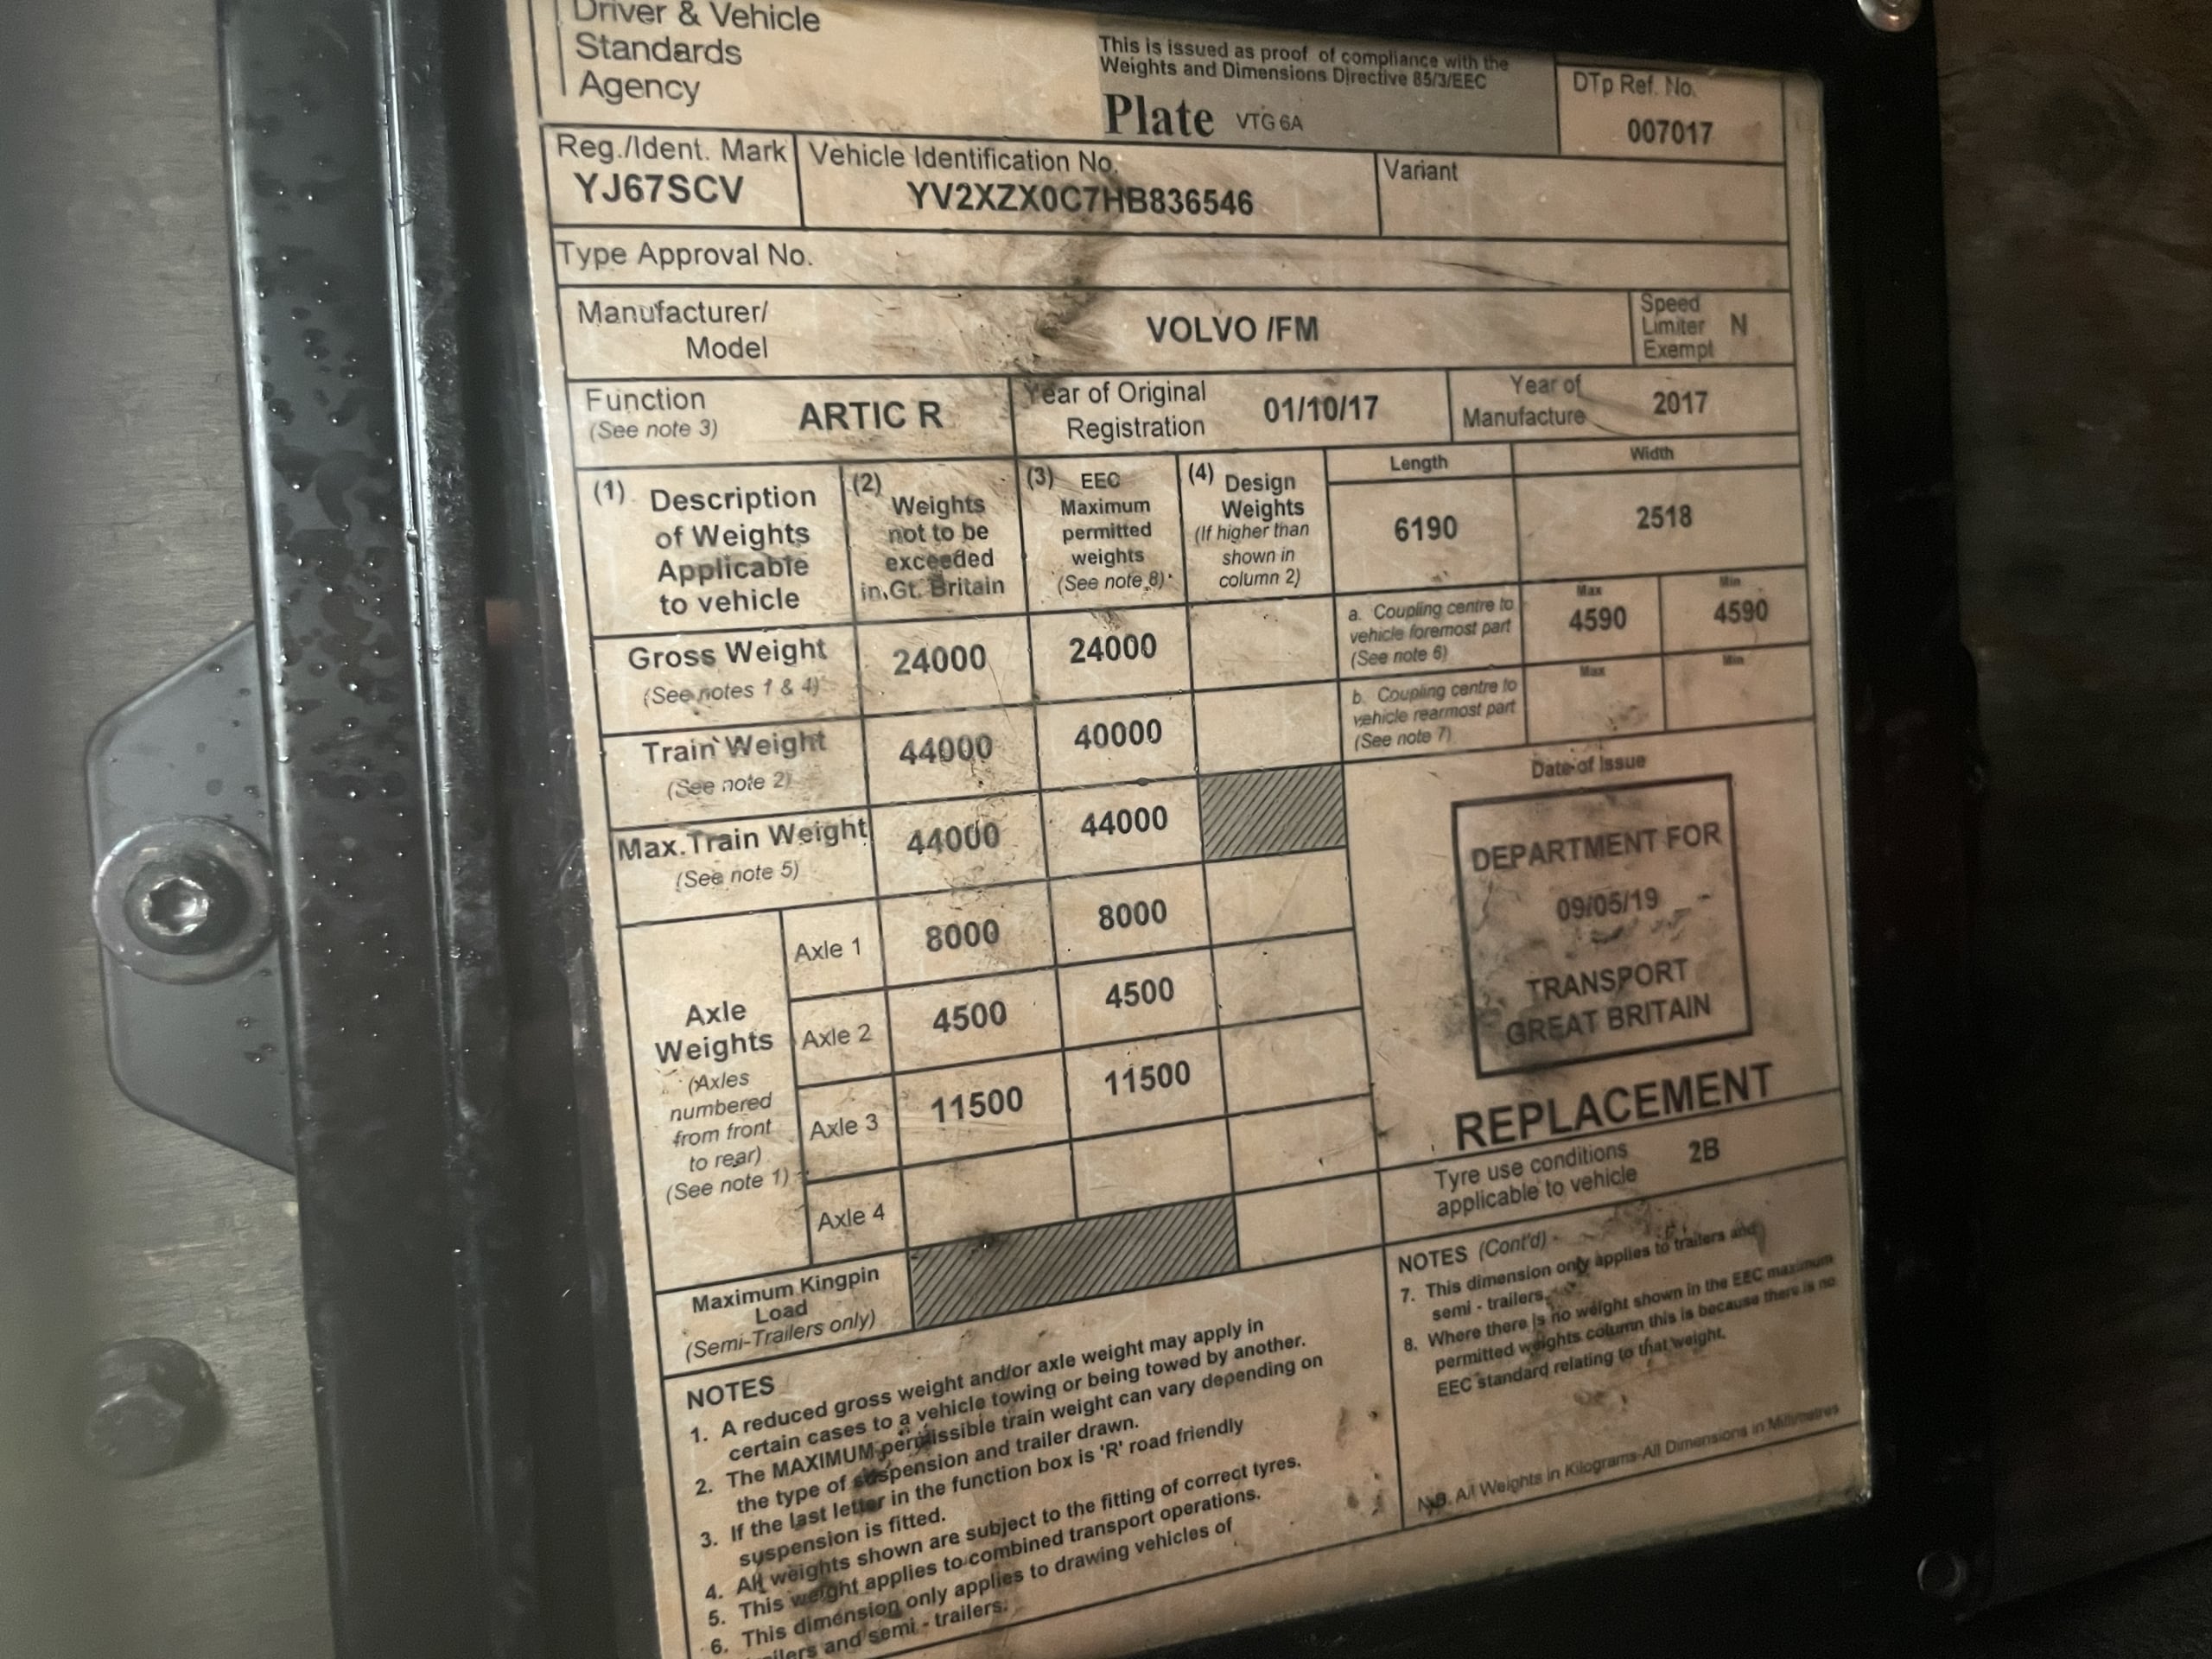 Driver & Vehicle
Standards
Agency
This is issued as proof of compliance with the
Weights and Dimensions Directive 85/3/EEC
Plate VTG 6A
DTp Ref. No.
007017
Reg./Ident. Mark
YJ67SCV
Vehicle Identification No.
YV2XZX0C7HB836546
Variant
Type Approval No.
Manufacturer/
Model
VOLVO /FM
Speed
Limiter N
Exempt
Function
(See note 3)
ARTIC R
Year of Original
Registration
01/10/17
Year of
Manufacture
2017
(1) Description
of Weights
Applicable
to vehicle
(2) Weights
not to be
exceeded
in Gt. Britain
(3) EEC
Maximum
permitted
weights
(See note 8)
(4) Design
Weights
(If higher than
shown in
column 2)
Length
6190
Width
2518
Gross Weight
(See notes 1 & 4)
24000
24000
a. Coupling centre to
vehicle foremost part
(See note 6)
Max
4590
Min
4590
Train Weight
(See note 2)
44000
40000
b. Coupling centre to
vehicle rearmost part
(See note 7)
Max
Min
Max.Train Weight
(See note 5)
44000
44000
Date of Issue
DEPARTMENT FOR
09/05/19
TRANSPORT
GREAT BRITAIN
REPLACEMENT
Axle
Weights
(Axles
numbered
from front
to rear)
(See note 1)
Axle 1
8000
8000
Axle 2
4500
4500
Axle 3
11500
11500
Axle 4
Tyre use conditions
applicable to vehicle
2B
Maximum Kingpin
Load
(Semi-Trailers only)
NOTES
1. A reduced gross weight and/or axle weight may apply in
certain cases to a vehicle towing or being towed by another.
2. The MAXIMUM permissible train weight can vary depending on
the type of suspension and trailer drawn.
3. If the last letter in the function box is 'R' road friendly
suspension is fitted.
4. All weights shown are subject to the fitting of correct tyres.
5. This weight applies to combined transport operations.
6. This dimension only applies to drawing vehicles of
trailers and semi - trailers.
NOTES (Cont'd)
7. This dimension only applies to trailers and
semi - trailers.
8. Where there is no weight shown in the EEC maximum
permitted weights column this is because there is no
EEC standard relating to that weight.
N.B. All Weights in Kilograms-All Dimensions in Millimetres